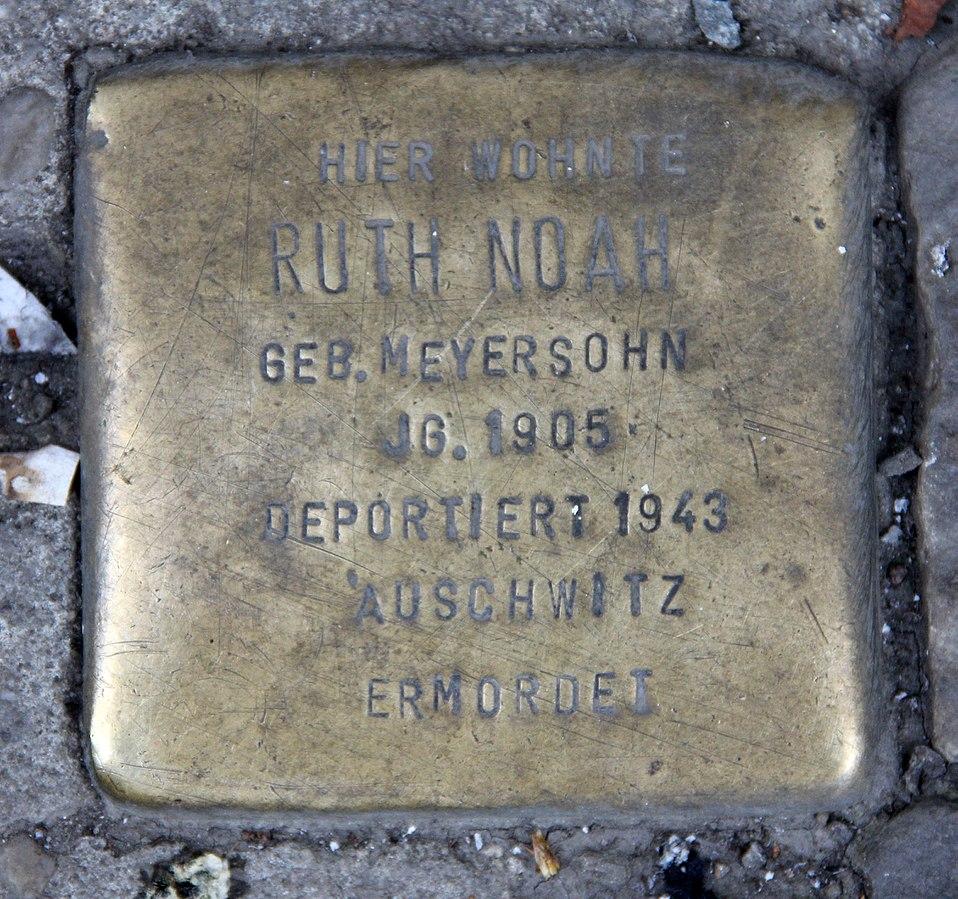 HIER WOHNTE
RUTH NOAH
GEB. MEYERSOHN
JG. 1905
DEPORTIERT 1943
AUSCHWITZ
ERMORDET